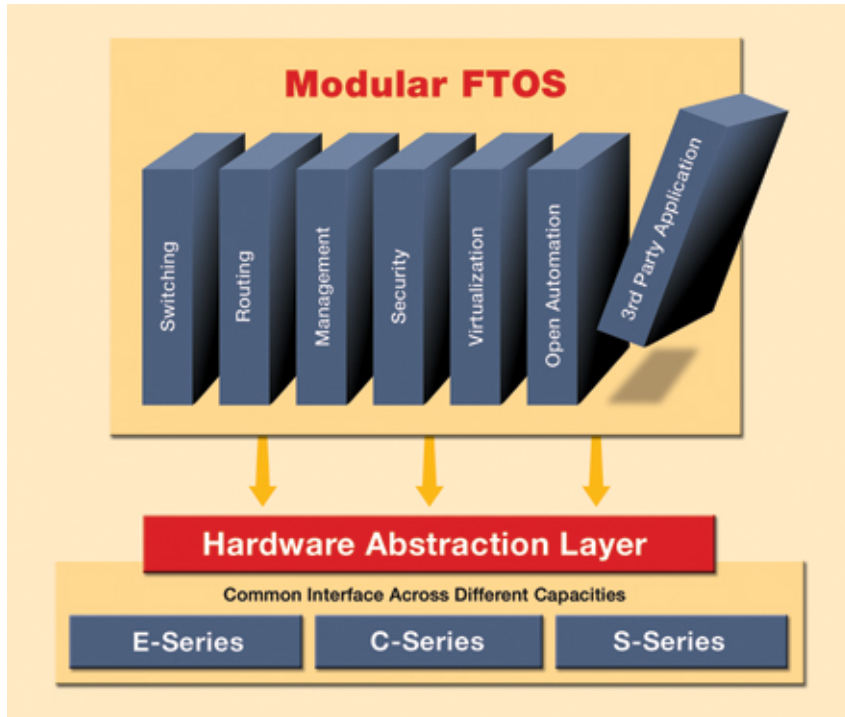 Modular FTOS
Switching
Routing
Management
Security
Virtualization
Open Automation
3rd Party Application
Hardware Abstraction Layer
Common Interface Across Different Capacities
E-Series
C-Series
S-Series